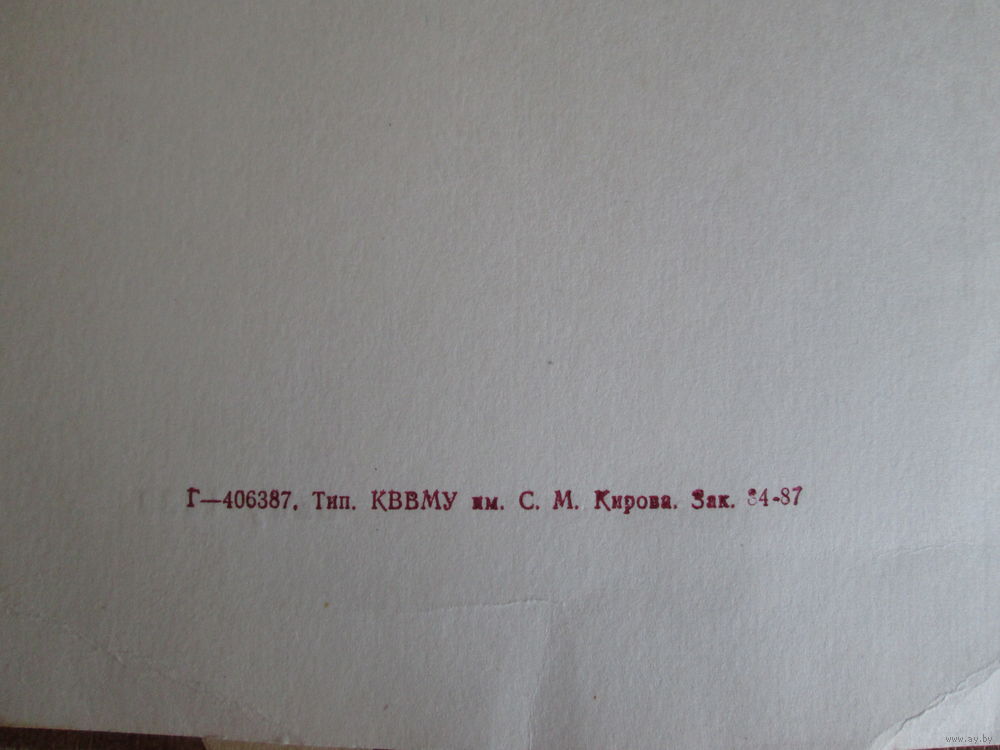 Г—406387. Тип. КВВМУ им. С. М. Кирова. Зак. 84-87
www.ay.by